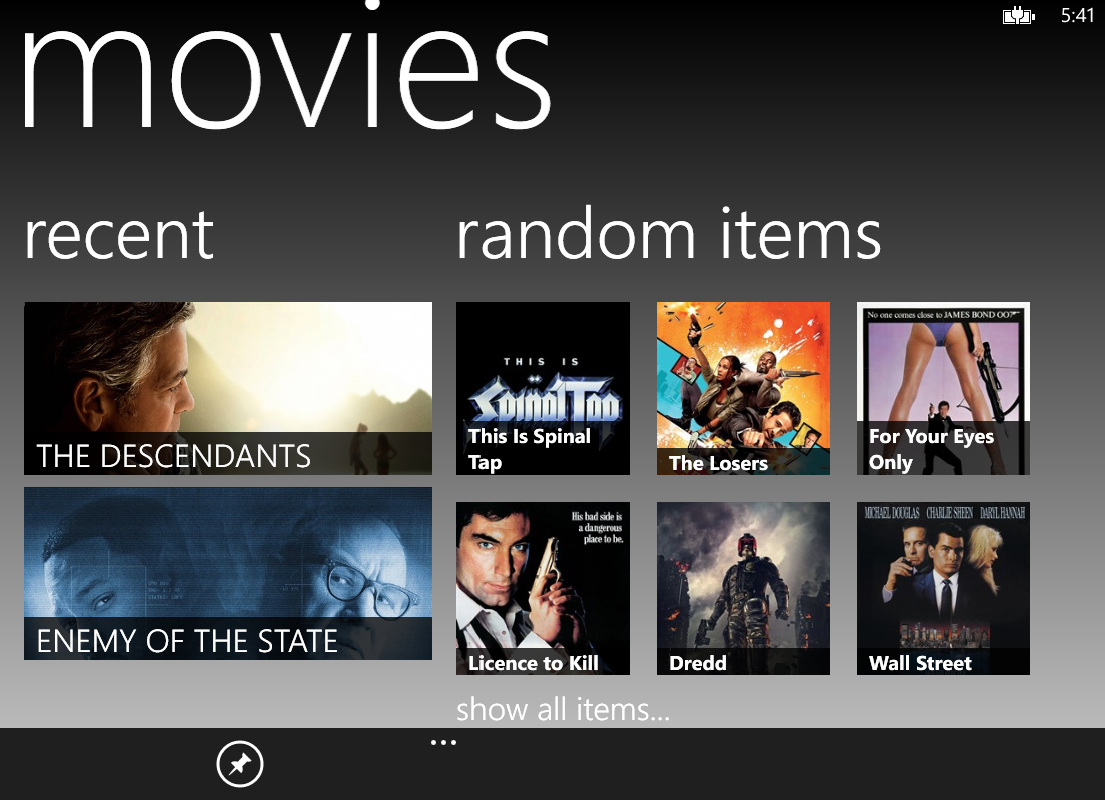 5:41
movies
recent
random items
THE DESCENDANTS
ENEMY OF THE STATE
THIS IS
Spinal Tap
This Is Spinal
Tap
The Losers
No one comes close to JAMES BOND 007
For Your Eyes
Only
His bad side is
a dangerous
place to be.
Licence to Kill
Dredd
MICHAEL DOUGLAS CHARLIE SHEEN DARYL HANNAH
Wall Street
show all items...
...